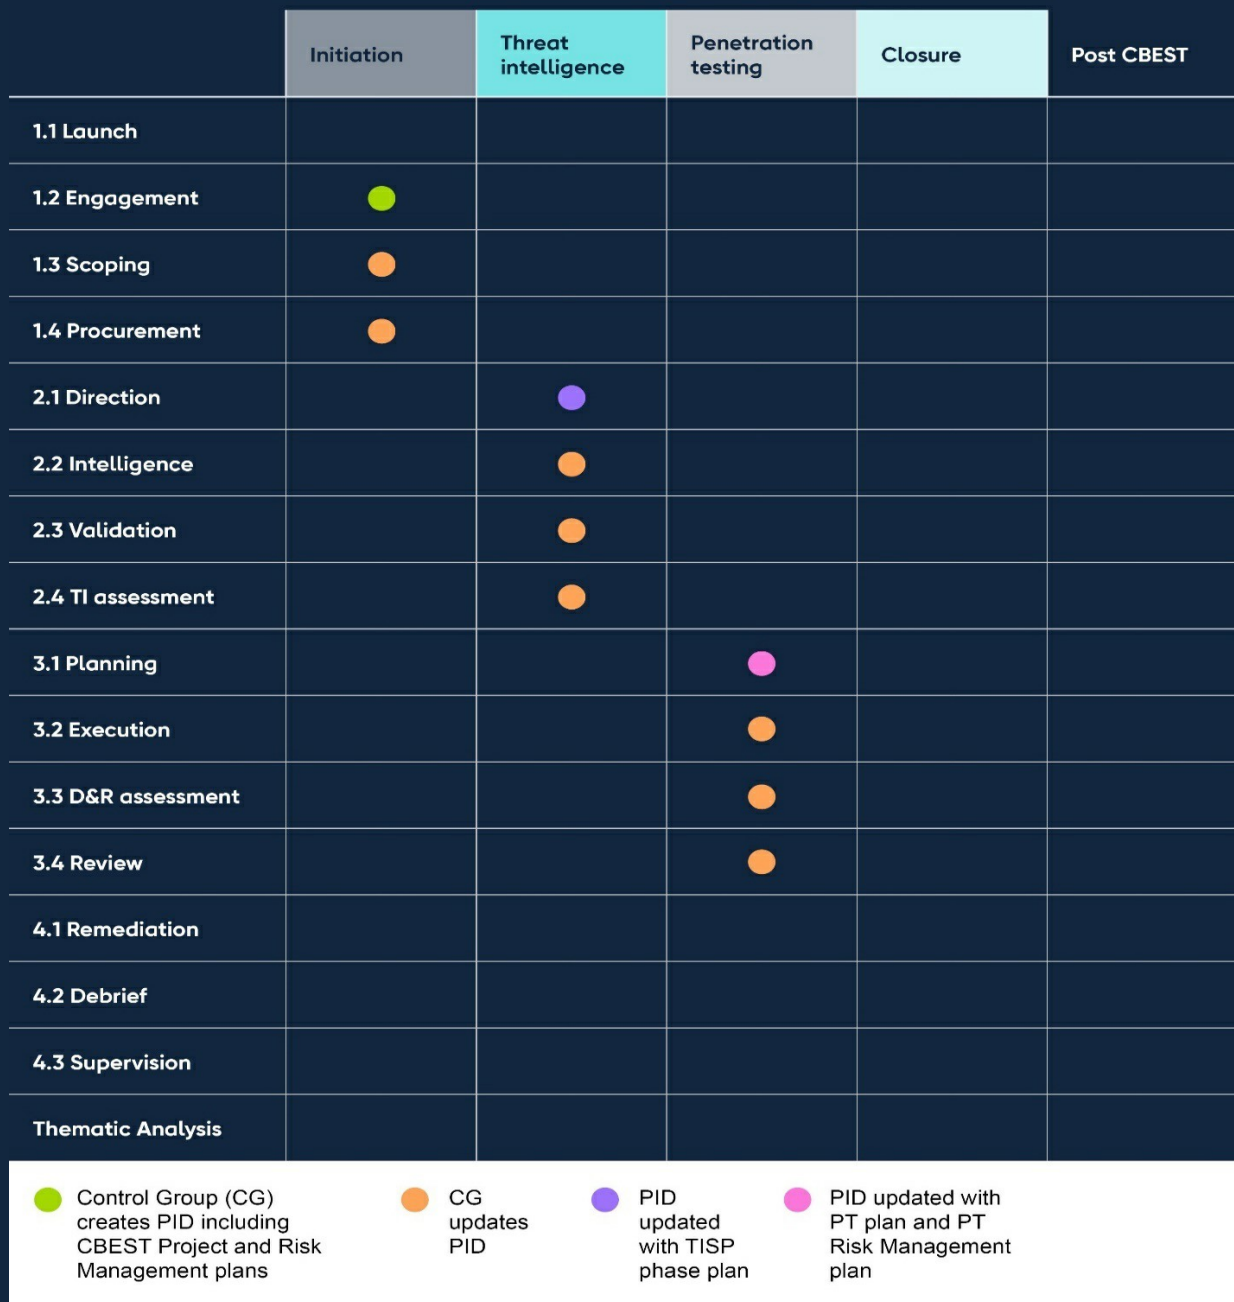 Initiation
Threat
intelligence
Penetration
testing
Closure
Post CBEST
1.1 Launch
1.2 Engagement
1.3 Scoping
1.4 Procurement
2.1 Direction
2.2 Intelligence
2.3 Validation
2.4 TI assessment
3.1 Planning
3.2 Execution
3.3 D&R assessment
3.4 Review
4.1 Remediation
4.2 Debrief
4.3 Supervision
Thematic Analysis
Control Group (CG)
creates PID including
CBEST Project and Risk
Management plans
CG
updates
PID
PID
updated
with TISP
phase plan
PID updated with
PT plan and PT
Risk Management
plan